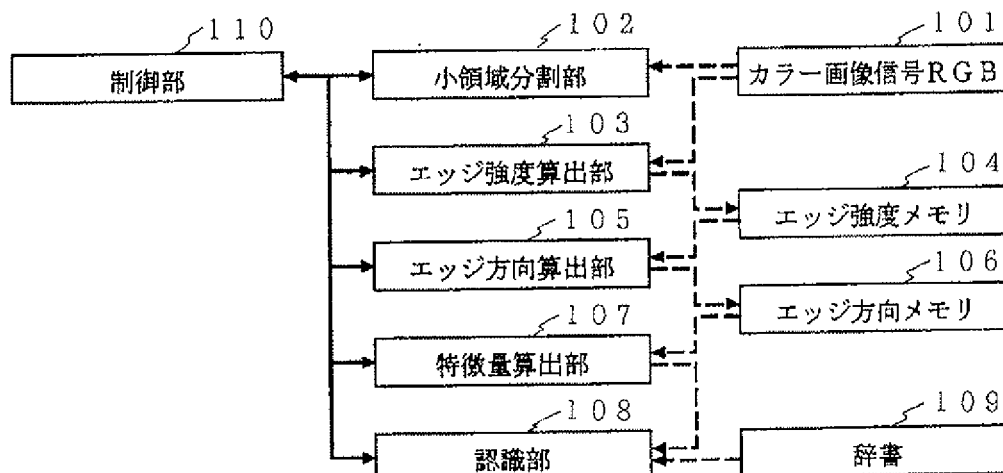 110
制御部
102
小領域分割部
101
カラー画像信号RGB
103
エッジ強度算出部
104
エッジ強度メモリ
105
エッジ方向算出部
106
エッジ方向メモリ
107
特徴量算出部
108
認識部
109
辞書